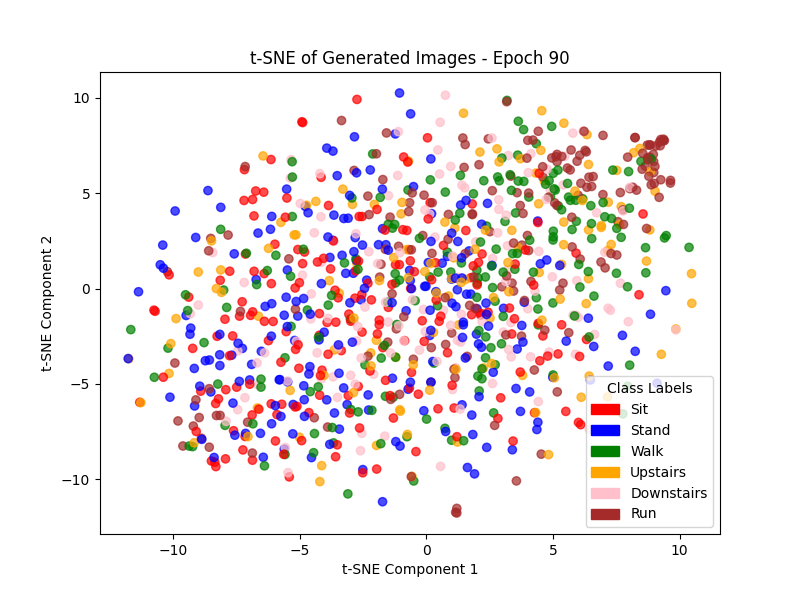 t-SNE of Generated Images - Epoch 90
t-SNE Component 2
10
5
0
−5
−10
Class Labels
Sit
Stand
Walk
Upstairs
Downstairs
Run
−10 −5 0 5 10
t-SNE Component 1